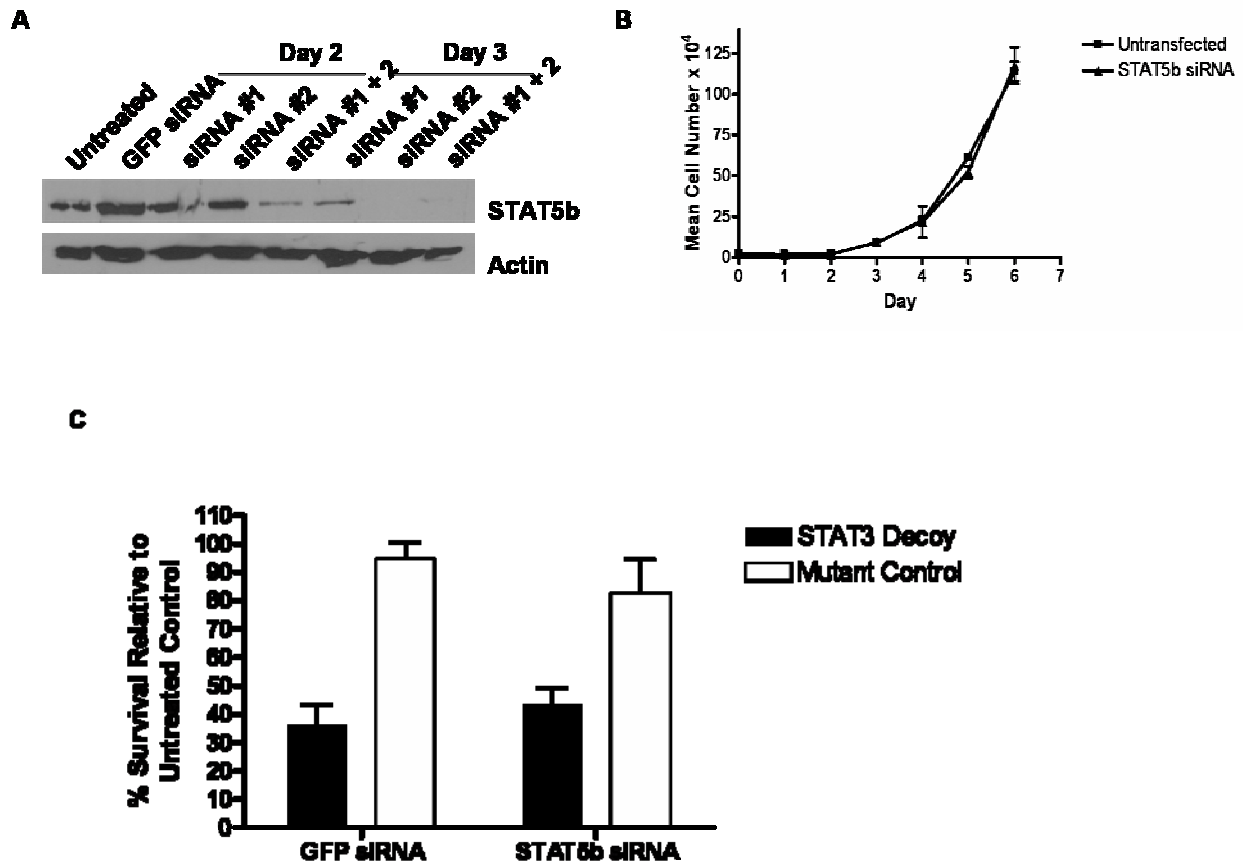 A
Day 2
Day 3
Untreated
GFP siRNA
siRNA #1
siRNA #2
siRNA #1 + 2
siRNA #1
siRNA #2
siRNA #1 + 2
STAT5b
Actin
B
Mean Cell Number x 10⁴
125
100
75
50
25
0
0 1 2 3 4 5 6 7
Day
Untransfected
STAT5b siRNA
C
% Survival Relative to
Untreated Control
110
100
90
80
70
60
50
40
30
20
10
0
GFP siRNA
STAT5b siRNA
STAT3 Decoy
Mutant Control